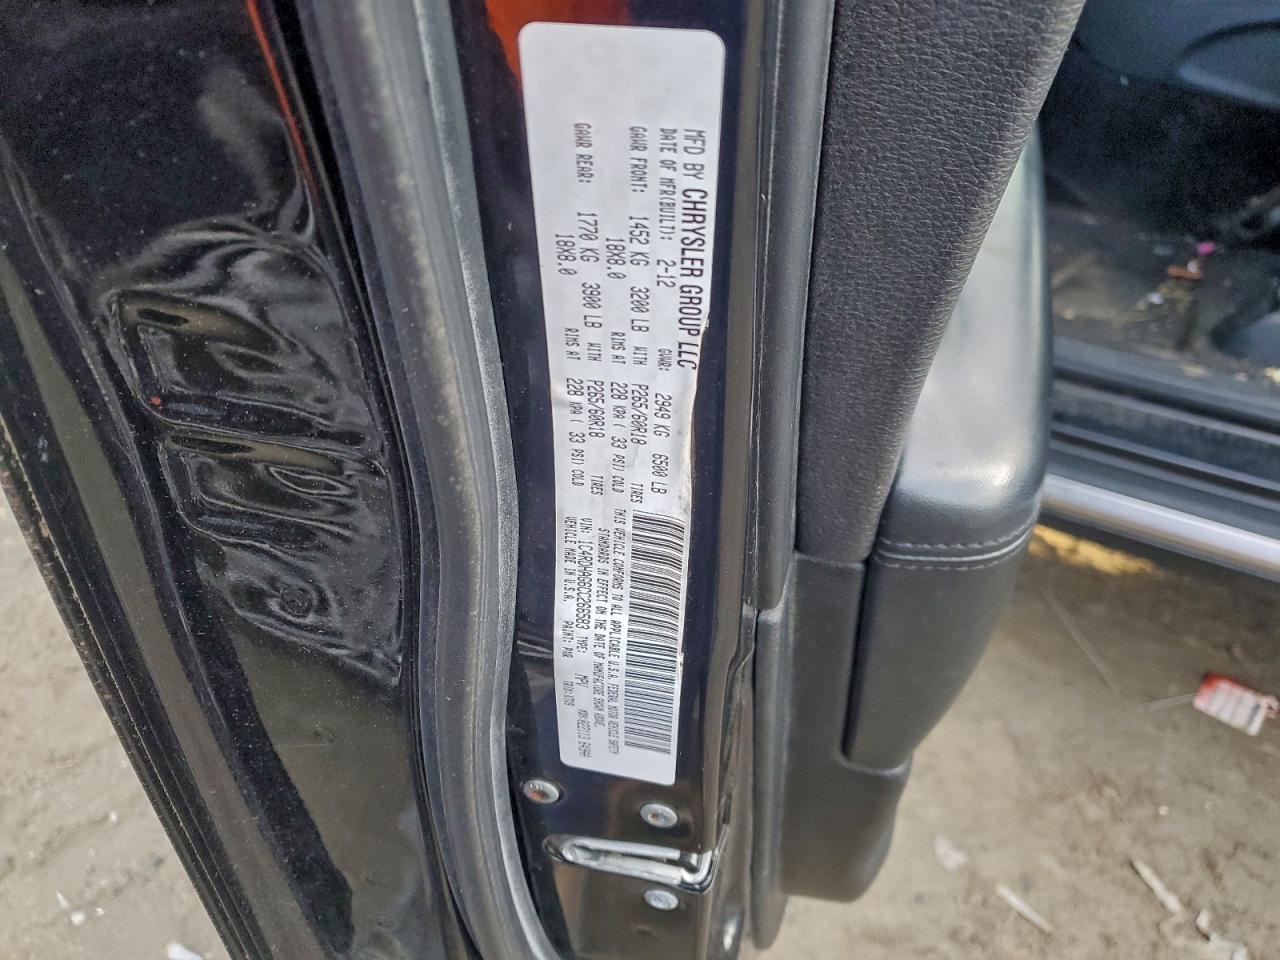 MFD BY CHRYSLER GROUP LLC
DATE OF MFR(BUILT): 2-12 GVWR: 2949 KG 6500 LB
GAWR FRONT: 1452 KG 3200 LB WITH P265/60R18 TIRES
18X8.0 RIMS AT 228 KPA ( 33 PSI) COLD
GAWR REAR: 1770 KG 3900 LB WITH P265/60R18 TIRES
18X8.0 RIMS AT 228 KPA ( 33 PSI) COLD
THIS VEHICLE CONFORMS TO ALL APPLICABLE U.S.A. FEDERAL MOTOR VEHICLE SAFETY
STANDARDS IN EFFECT ON THE DATE OF MANUFACTURE SHOWN ABOVE.
VIN: 1C4RDHAG6CC266583 TYPE: MPV
VEHICLE MADE IN U.S.A. PAINT: PXR